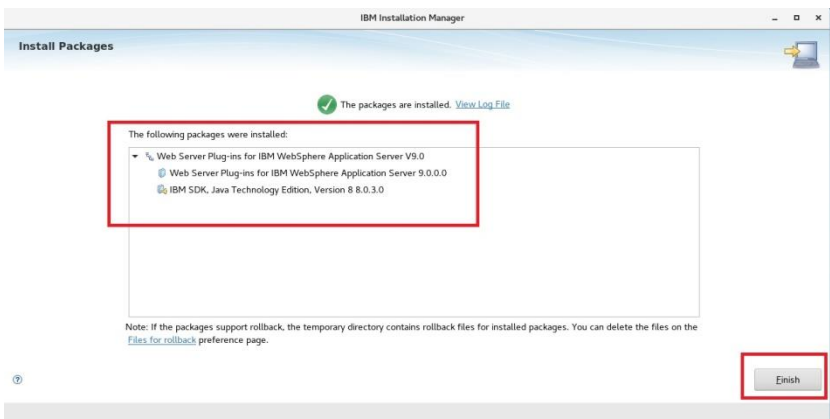 IBM Installation Manager
Install Packages
The packages are installed. View Log File
The following packages were installed:
Web Server Plug-ins for IBM WebSphere Application Server V9.0
Web Server Plug-ins for IBM WebSphere Application Server 9.0.0.0
IBM SDK, Java Technology Edition, Version 8 8.0.3.0
Note: If the packages support rollback, the temporary directory contains rollback files for installed packages. You can delete the files on the
Files for rollback preference page.
?
Finish